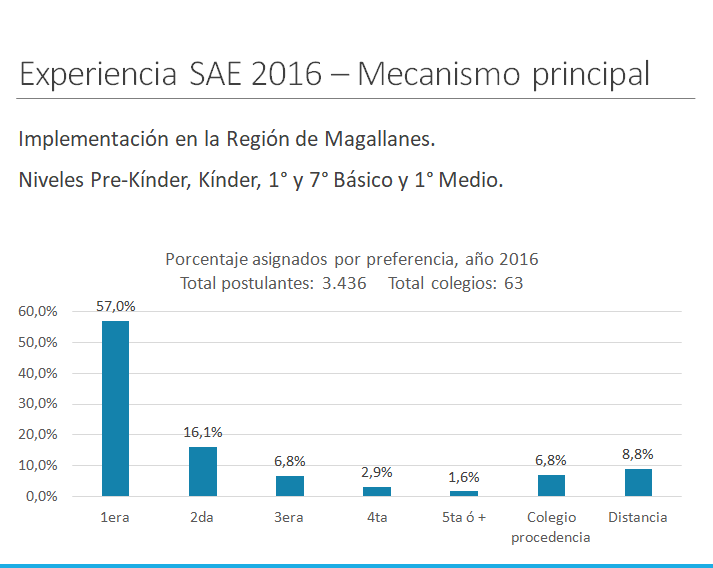 Experiencia SAE 2016 – Mecanismo principal
Implementación en la Región de Magallanes.
Niveles Pre-Kínder, Kínder, 1° y 7° Básico y 1° Medio.
Porcentaje asignados por preferencia, año 2016
Total postulantes: 3.436 Total colegios: 63
60,0%
50,0%
40,0%
30,0%
20,0%
10,0%
0,0%
57,0%
16,1%
6,8%
2,9%
1,6%
6,8%
8,8%
1era
2da
3era
4ta
5ta ó +
Colegio
procedencia
Distancia